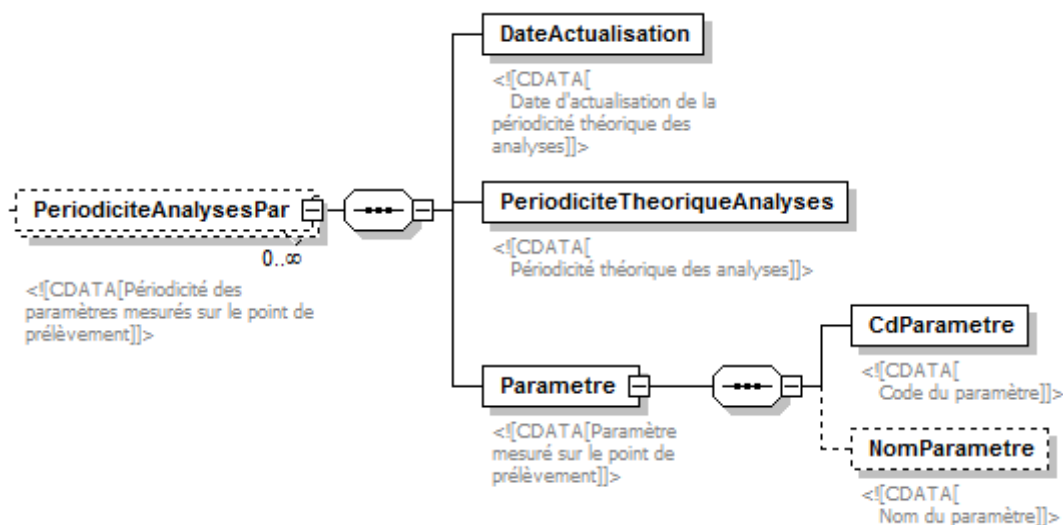 DateActualisation
<![CDATA[
Date d'actualisation de la
périodicité théorique des
analyses]]>
PeriodiciteAnalysesPar
0..∞
<![CDATA[Périodicité des
paramètres mesurés sur le point de
prélèvement]]>
PeriodiciteTheoriqueAnalyses
<![CDATA[
Périodicité théorique des analyses]]>
Parametre
<![CDATA[Paramètre
mesuré sur le point de
prélèvement]]>
CdParametre
<![CDATA[
Code du paramètre]]>
NomParametre
<![CDATA[
Nom du paramètre]]>